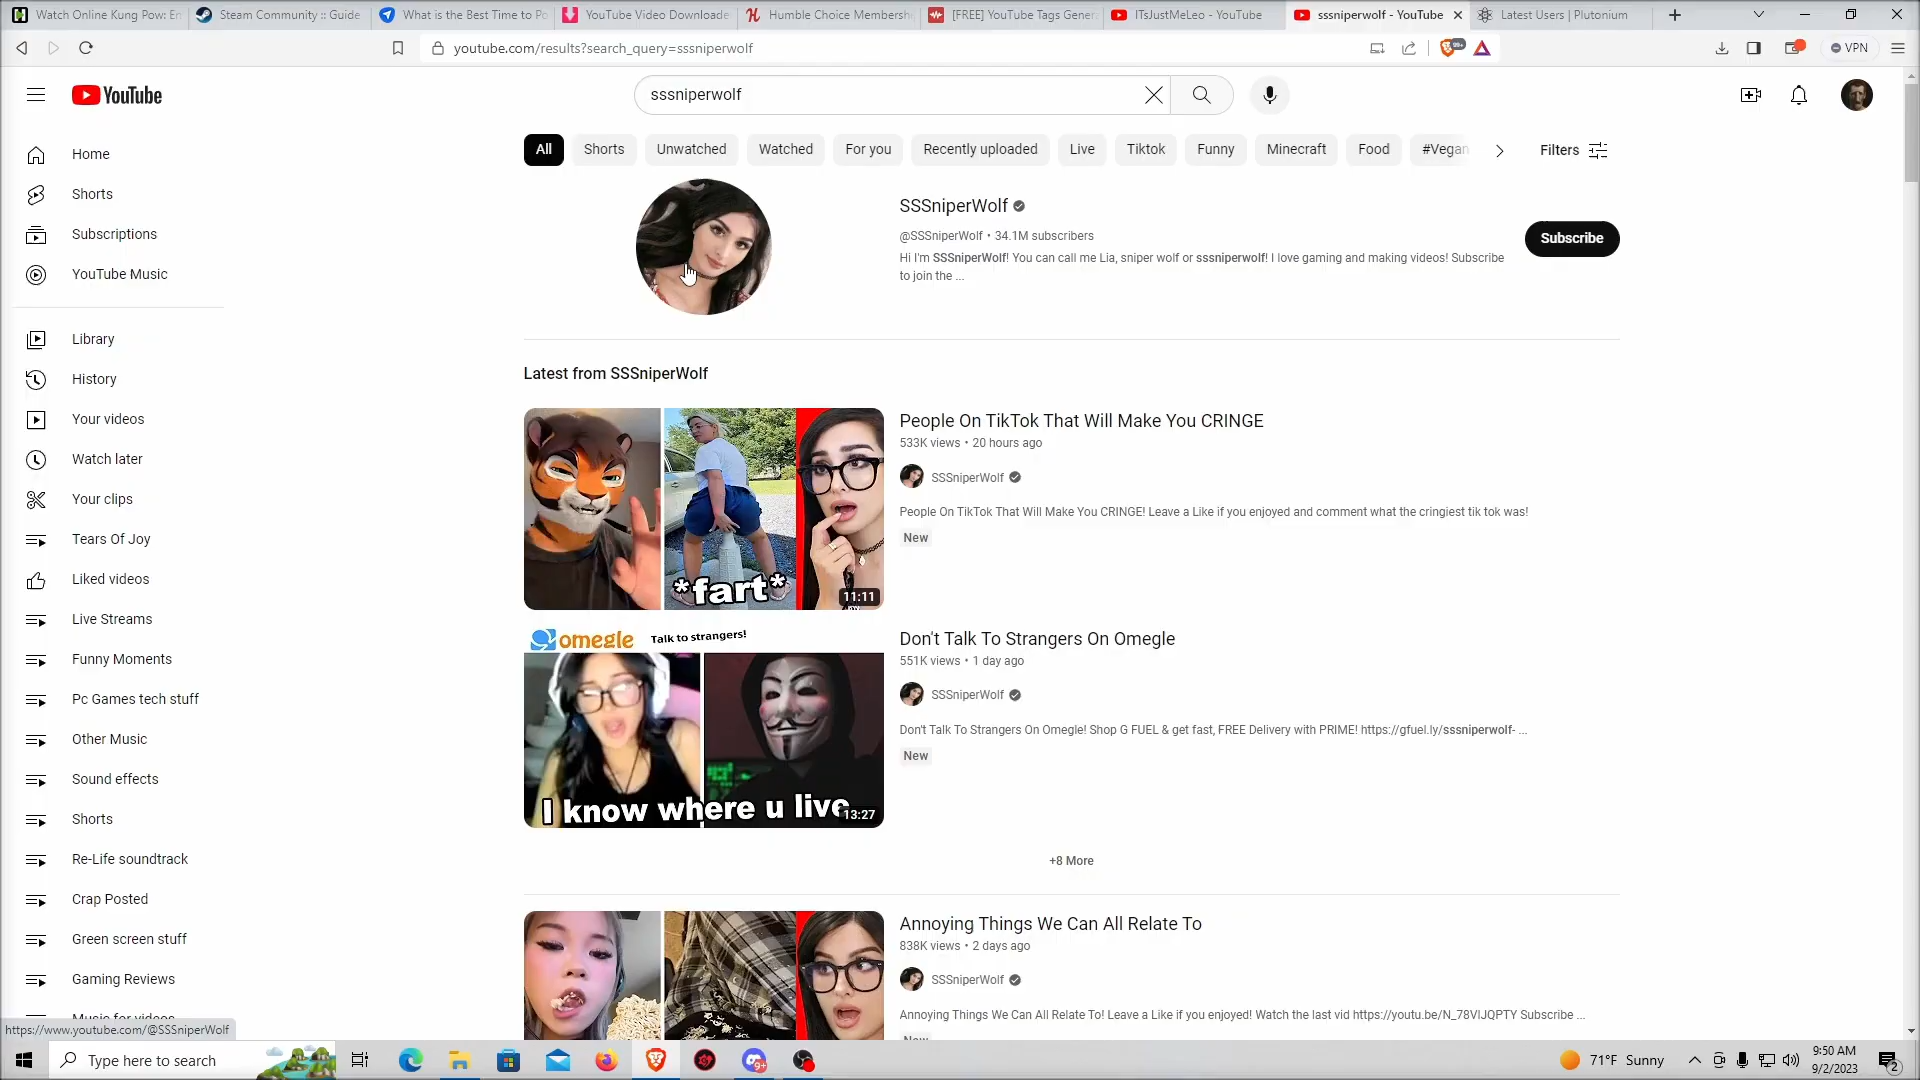 Watch Online Kung Pow: En
Steam Community :: Guide
What is the Best Time to Po
YouTube Video Downloade
Humble Choice Membersh
[FREE] YouTube Tags Gener
ITsJustMeLeo - YouTube
sssniperwolf - YouTube
Latest Users | Plutonium
youtube.com/results?search_query=sssniperwolf
99+
VPN
YouTube
sssniperwolf
All
Shorts
Unwatched
Watched
For you
Recently uploaded
Live
Tiktok
Funny
Minecraft
Food
#Vegan
Filters
Home
Shorts
Subscriptions
YouTube Music
Library
History
Your videos
Watch later
Your clips
Tears Of Joy
Liked videos
Live Streams
Funny Moments
Pc Games tech stuff
Other Music
Sound effects
Shorts
Re-Life soundtrack
Crap Posted
Green screen stuff
Gaming Reviews
Music for videos
https://www.youtube.com/@SSSniperWolf
SSSniperWolf
@SSSniperWolf • 34.1M subscribers
Hi I'm SSSniperWolf! You can call me Lia, sniper wolf or sssniperwolf! I love gaming and making videos! Subscribe
to join the ...
Subscribe
Latest from SSSniperWolf
*fart*
11:11
People On TikTok That Will Make You CRINGE
533K views • 20 hours ago
SSSniperWolf
People On TikTok That Will Make You CRINGE! Leave a Like if you enjoyed and comment what the cringiest tik tok was!
New
omegle Talk to strangers!
I know where u live
13:27
Don't Talk To Strangers On Omegle
551K views • 1 day ago
SSSniperWolf
Don't Talk To Strangers On Omegle! Shop G FUEL & get fast, FREE Delivery with PRIME! https://gfuel.ly/sssniperwolf- ...
New
+8 More
Annoying Things We Can All Relate To
838K views • 2 days ago
SSSniperWolf
Annoying Things We Can All Relate To! Leave a Like if you enjoyed! Watch the last vid https://youtu.be/N_78VlJQPTY Subscribe ...
New
Type here to search
9+
71°F Sunny
9:50 AM
9/2/2023
2